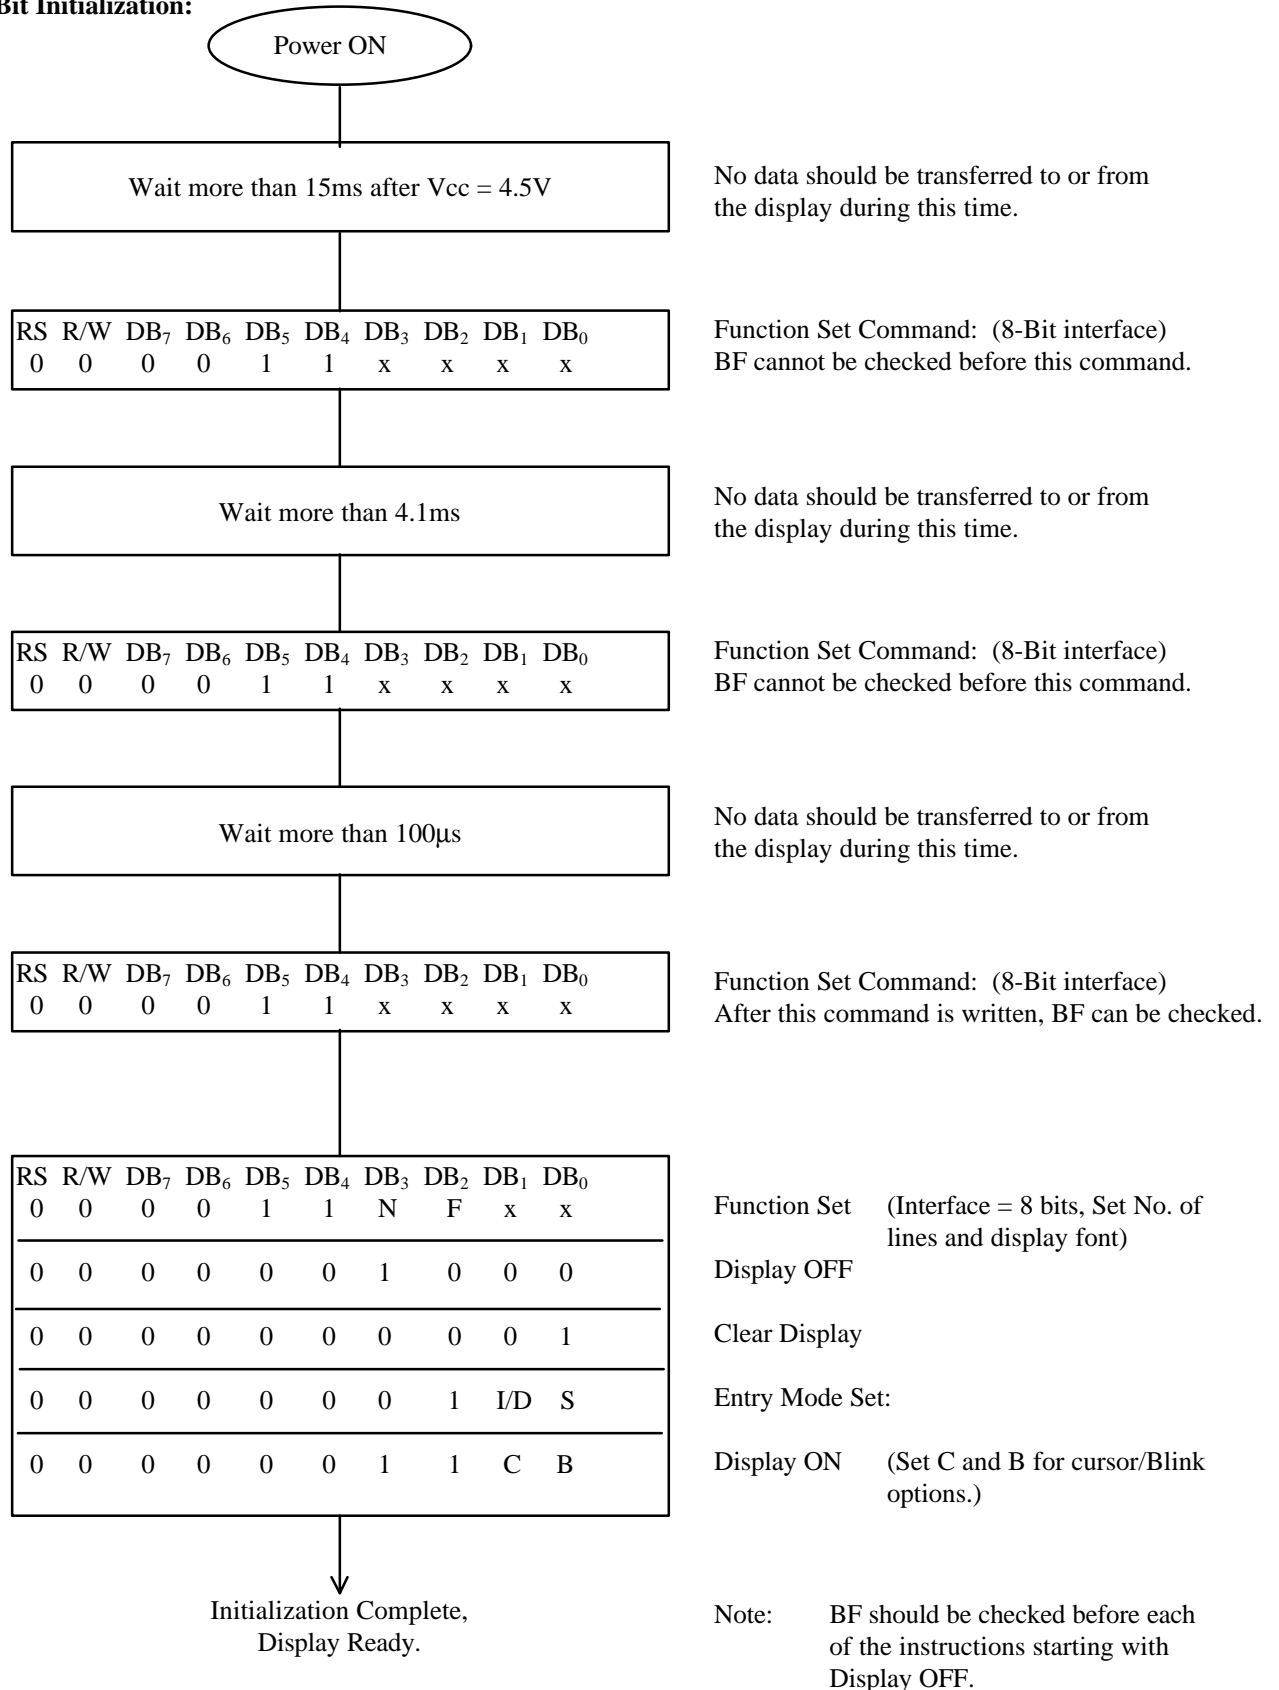 Bit Initialization:
Power ON
Wait more than 15ms after Vcc = 4.5V
No data should be transferred to or from
the display during this time.
RS R/W DB₇ DB₆ DB₅ DB₄ DB₃ DB₂ DB₁ DB₀
0 0 0 0 1 1 x x x x
Function Set Command: (8-Bit interface)
BF cannot be checked before this command.
Wait more than 4.1ms
No data should be transferred to or from
the display during this time.
RS R/W DB₇ DB₆ DB₅ DB₄ DB₃ DB₂ DB₁ DB₀
0 0 0 0 1 1 x x x x
Function Set Command: (8-Bit interface)
BF cannot be checked before this command.
Wait more than 100μs
No data should be transferred to or from
the display during this time.
RS R/W DB₇ DB₆ DB₅ DB₄ DB₃ DB₂ DB₁ DB₀
0 0 0 0 1 1 x x x x
Function Set Command: (8-Bit interface)
After this command is written, BF can be checked.
RS R/W DB₇ DB₆ DB₅ DB₄ DB₃ DB₂ DB₁ DB₀
0 0 0 0 1 1 N F x x
Function Set (Interface = 8 bits, Set No. of
lines and display font)
0 0 0 0 0 0 1 0 0 0
Display OFF
0 0 0 0 0 0 0 0 0 1
Clear Display
0 0 0 0 0 0 0 1 I/D S
Entry Mode Set:
0 0 0 0 0 0 1 1 C B
Display ON (Set C and B for cursor/Blink
options.)
Initialization Complete,
Display Ready.
Note: BF should be checked before each
of the instructions starting with
Display OFF.